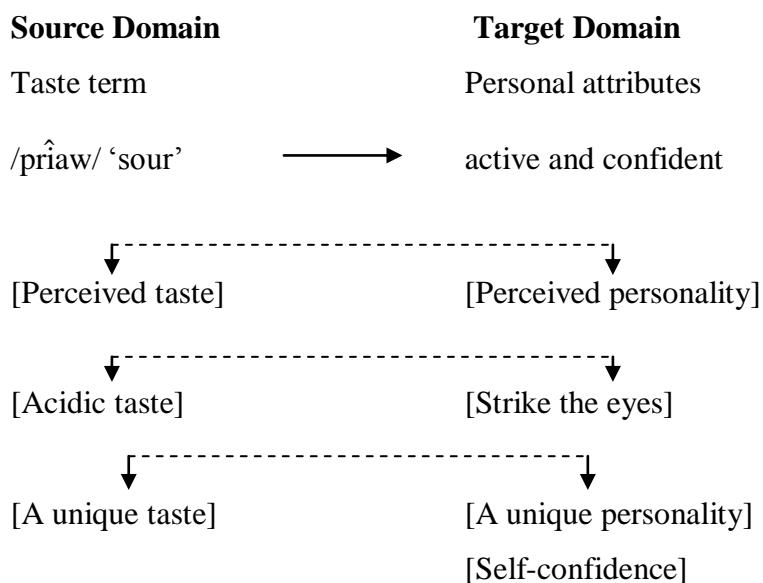 Source Domain Target Domain
Taste term Personal attributes
/prîaw/ ‘sour’ active and confident
[Perceived taste] [Perceived personality]
[Acidic taste] [Strike the eyes]
[A unique taste] [A unique personality]
[Self-confidence]